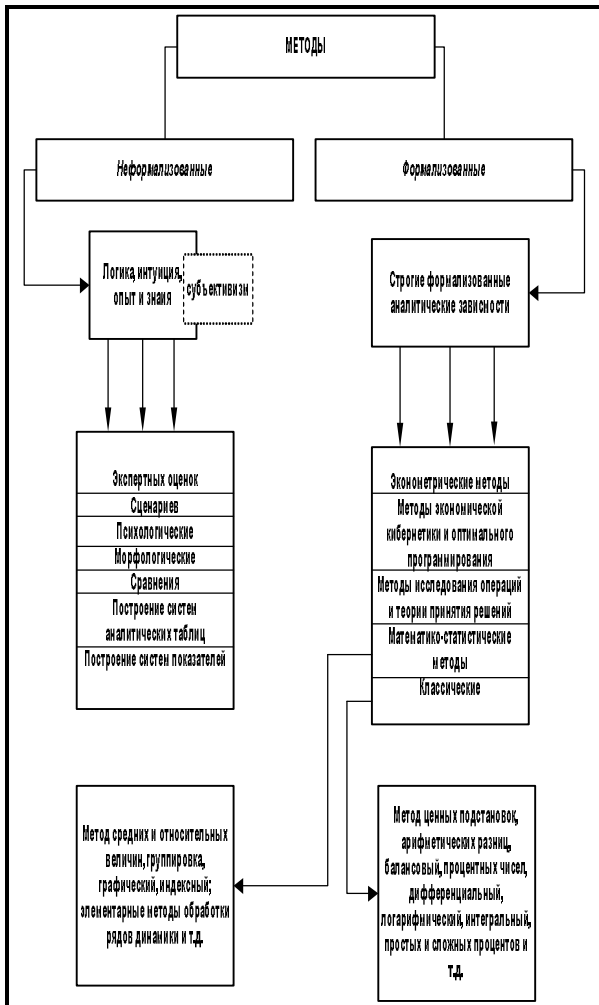 МЕТОДЫ
Неформализованные
Формализованные
Логика, интуиция,
опыт и знаия
субъективизм
Строгие формализованные
аналитические зависмости
Экспертных оценок
Сценариев
Психологические
Морфологические
Сравнения
Построение систем
аналитических таблиц
Построение систем показателей
Эконометрические методы
Методы экономической
кибернетики и оптимального
программирования
Методы исследования операций
и теории принятия решений
Математико-статистические
методы
Классические
Метод средних и относительных
величин, группировка,
графический, индексный;
элементарные методы обработки
рядов динамики и т.д.
Метод ценных подстановок,
арифметических разниц,
балансовый, процентных чисел,
дифференциальный,
логарифмический, интегральный,
простых и сложных процентов и
т.д.